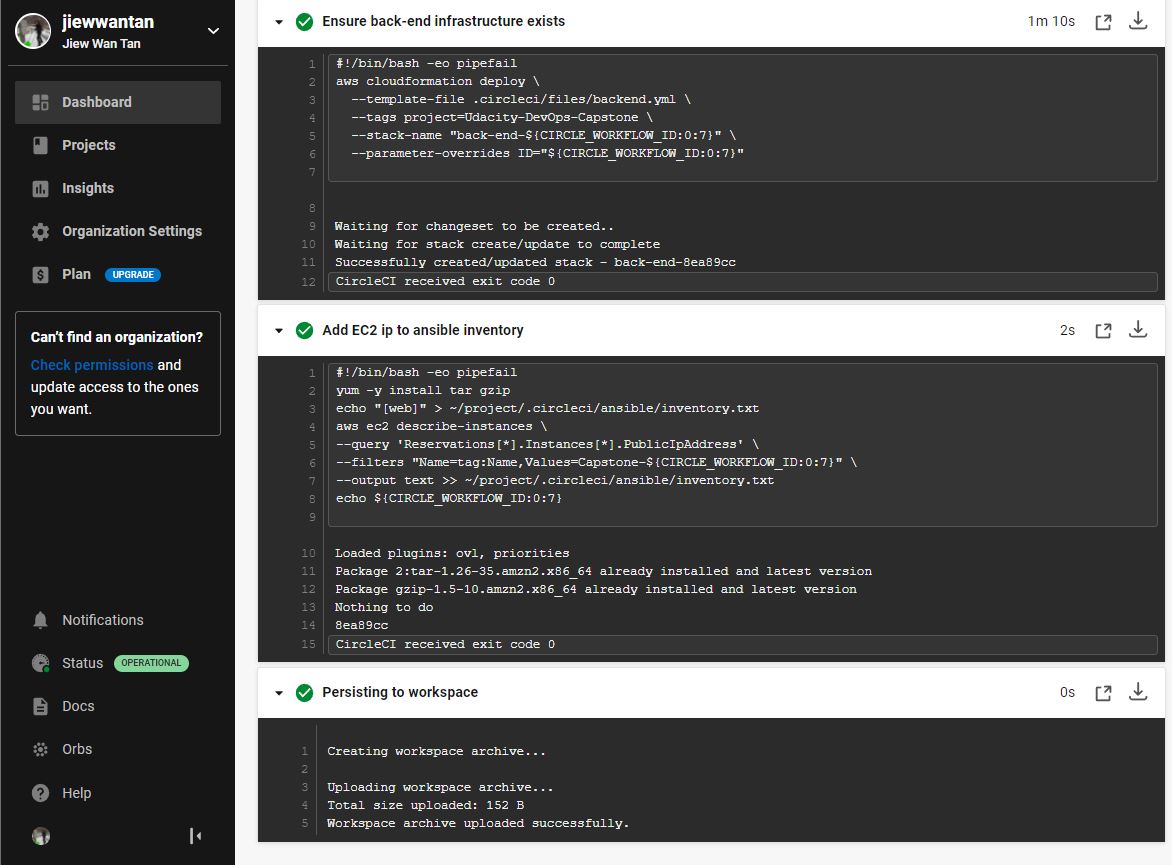 jiewwantan
Jiew Wan Tan
Dashboard
Projects
Insights
Organization Settings
Plan UPGRADE
Can't find an organization?
Check permissions and
update access to the ones
you want.
Notifications
Status OPERATIONAL
Docs
Orbs
Help
Ensure back-end infrastructure exists 1m 10s
1 #!/bin/bash -eo pipefail
2 aws cloudformation deploy \
3 --template-file .circleci/files/backend.yml \
4 --tags project=Udacity-DevOps-Capstone \
5 --stack-name "back-end-${CIRCLE_WORKFLOW_ID:0:7}" \
6 --parameter-overrides ID="${CIRCLE_WORKFLOW_ID:0:7}"
7
8
9 Waiting for changeset to be created..
10 Waiting for stack create/update to complete
11 Successfully created/updated stack - back-end-8ea89cc
12 CircleCI received exit code 0
Add EC2 ip to ansible inventory 2s
1 #!/bin/bash -eo pipefail
2 yum -y install tar gzip
3 echo "[web]" > ~/project/.circleci/ansible/inventory.txt
4 aws ec2 describe-instances \
5 --query 'Reservations[*].Instances[*].PublicIpAddress' \
6 --filters "Name=tag:Name,Values=Capstone-${CIRCLE_WORKFLOW_ID:0:7}" \
7 --output text >> ~/project/.circleci/ansible/inventory.txt
8 echo ${CIRCLE_WORKFLOW_ID:0:7}
9
10 Loaded plugins: ovl, priorities
11 Package 2:tar-1.26-35.amzn2.x86_64 already installed and latest version
12 Package gzip-1.5-10.amzn2.x86_64 already installed and latest version
13 Nothing to do
14 8ea89cc
15 CircleCI received exit code 0
Persisting to workspace 0s
1 Creating workspace archive...
2
3 Uploading workspace archive...
4 Total size uploaded: 152 B
5 Workspace archive uploaded successfully.